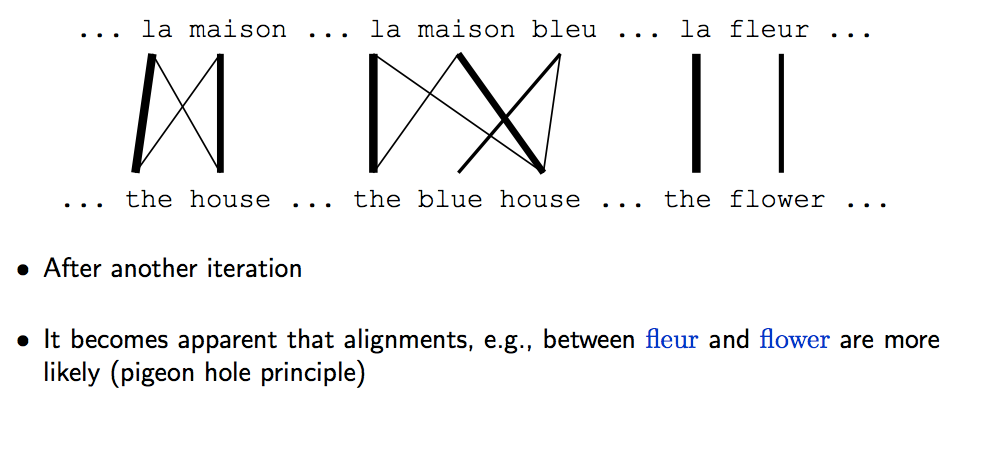 ... la maison ... la maison bleu ... la fleur ...
... the house ... the blue house ... the flower ...
• After another iteration
• It becomes apparent that alignments, e.g., between fleur and flower are more
likely (pigeon hole principle)